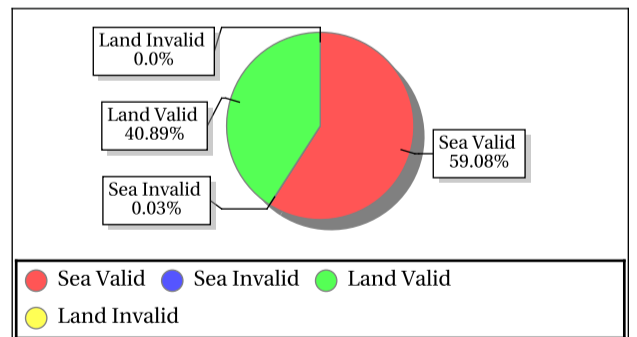 Land Invalid
0.0%
Land Valid
40.89%
Sea Valid
59.08%
Sea Invalid
0.03%
Sea Valid Sea Invalid Land Valid
Land Invalid